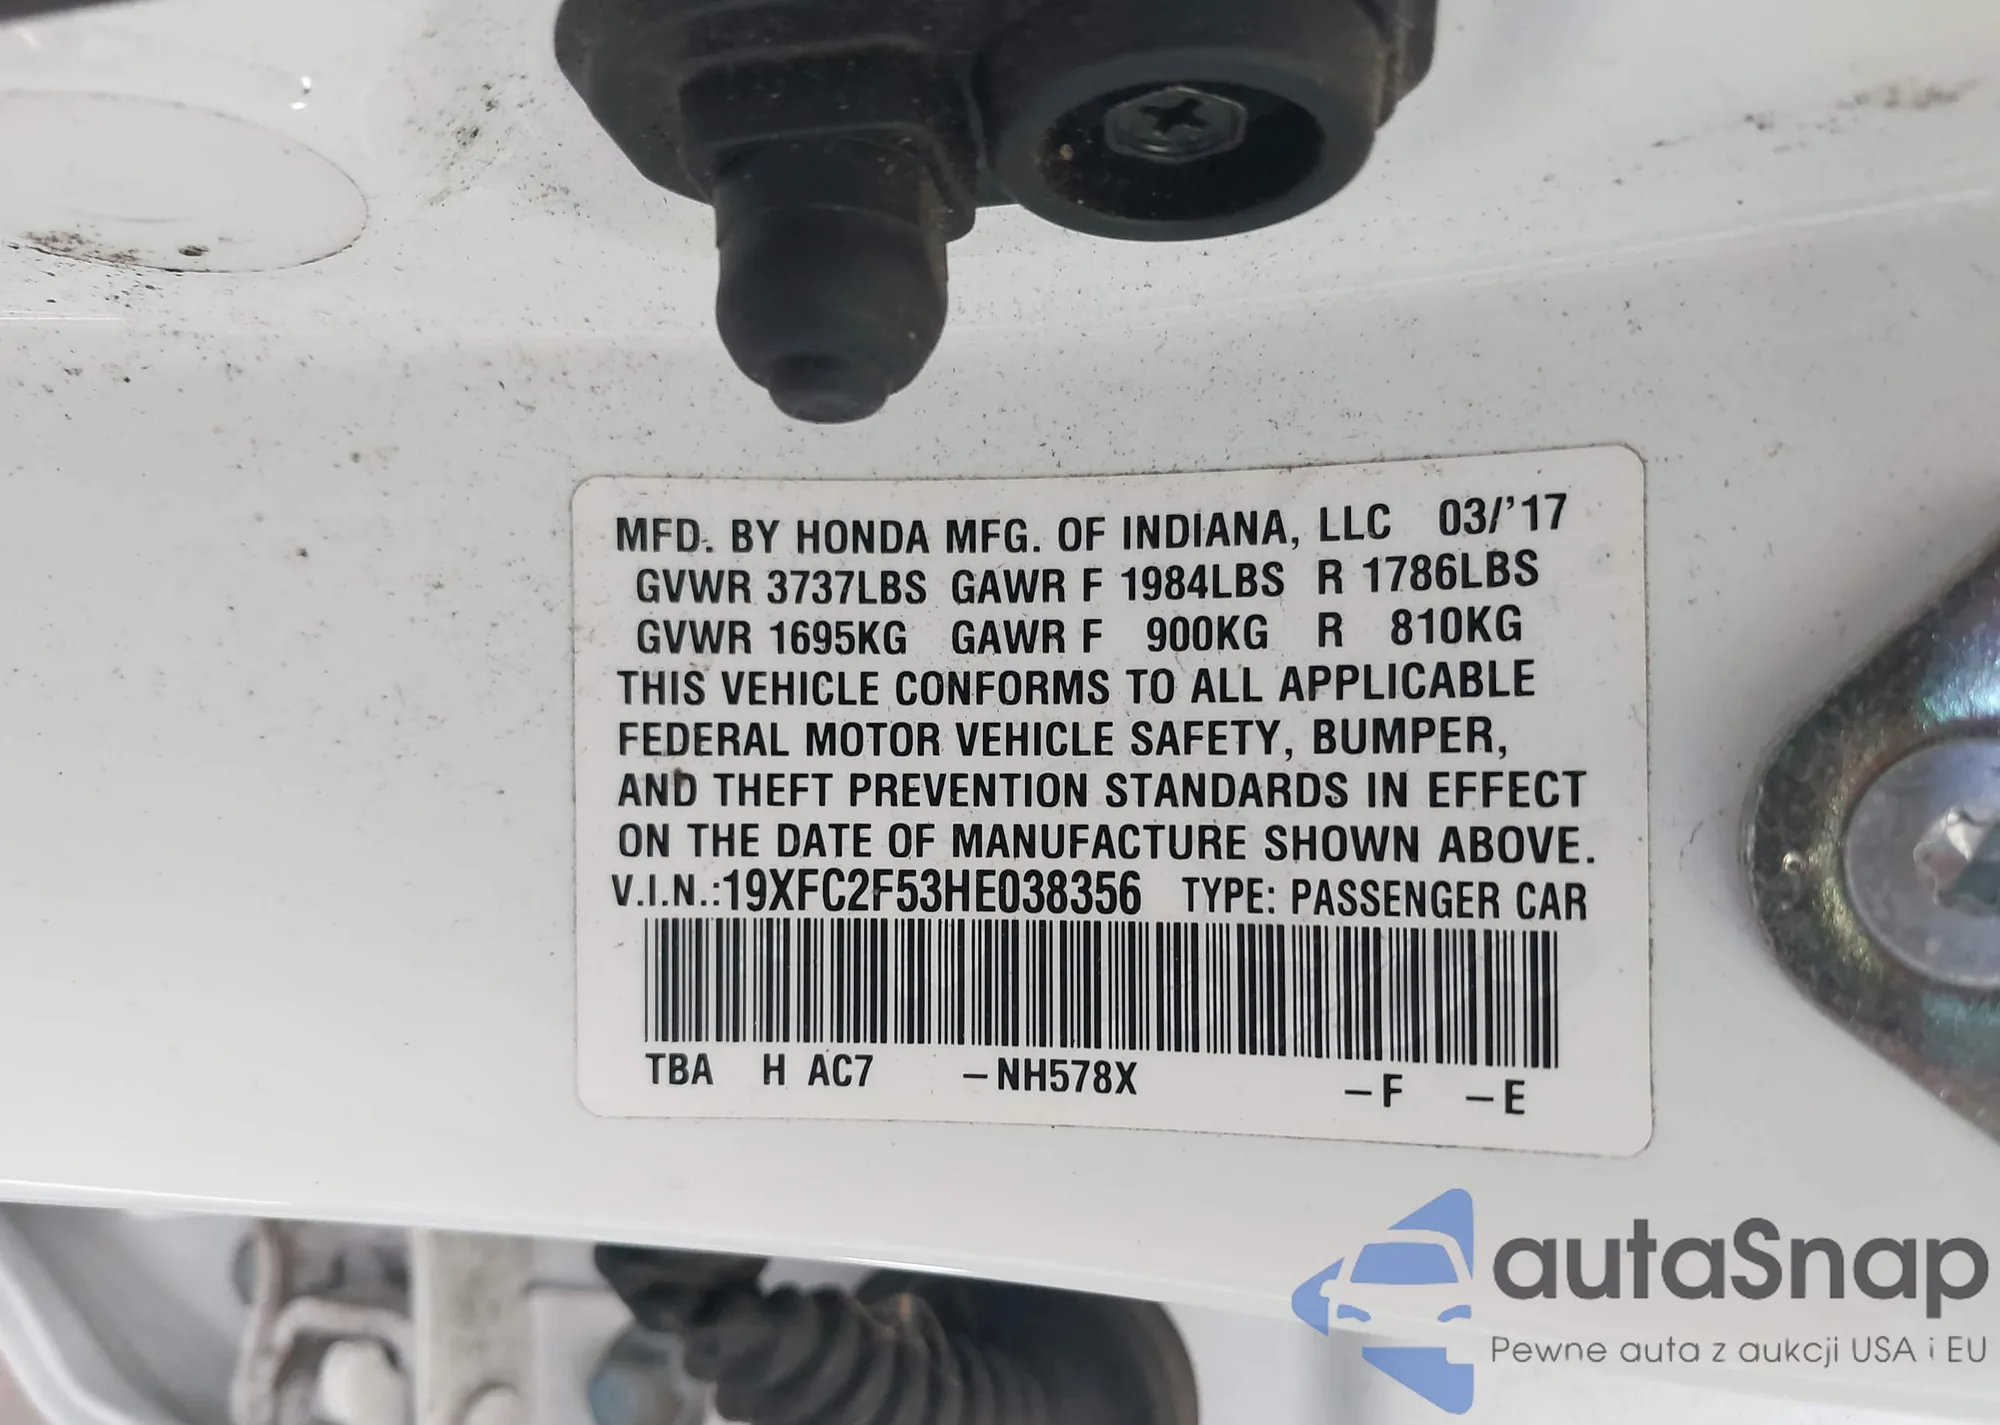 MFD. BY HONDA MFG. OF INDIANA, LLC 03/'17
GVWR 3737LBS GAWR F 1984LBS R 1786LBS
GVWR 1695KG GAWR F 900KG R 810KG
THIS VEHICLE CONFORMS TO ALL APPLICABLE
FEDERAL MOTOR VEHICLE SAFETY, BUMPER,
AND THEFT PREVENTION STANDARDS IN EFFECT
ON THE DATE OF MANUFACTURE SHOWN ABOVE.
V.I.N.:19XFC2F53HE038356 TYPE: PASSENGER CAR
TBA H AC7 –NH578X –F –E
autaSnap
Pewne auta z aukcji USA i EU